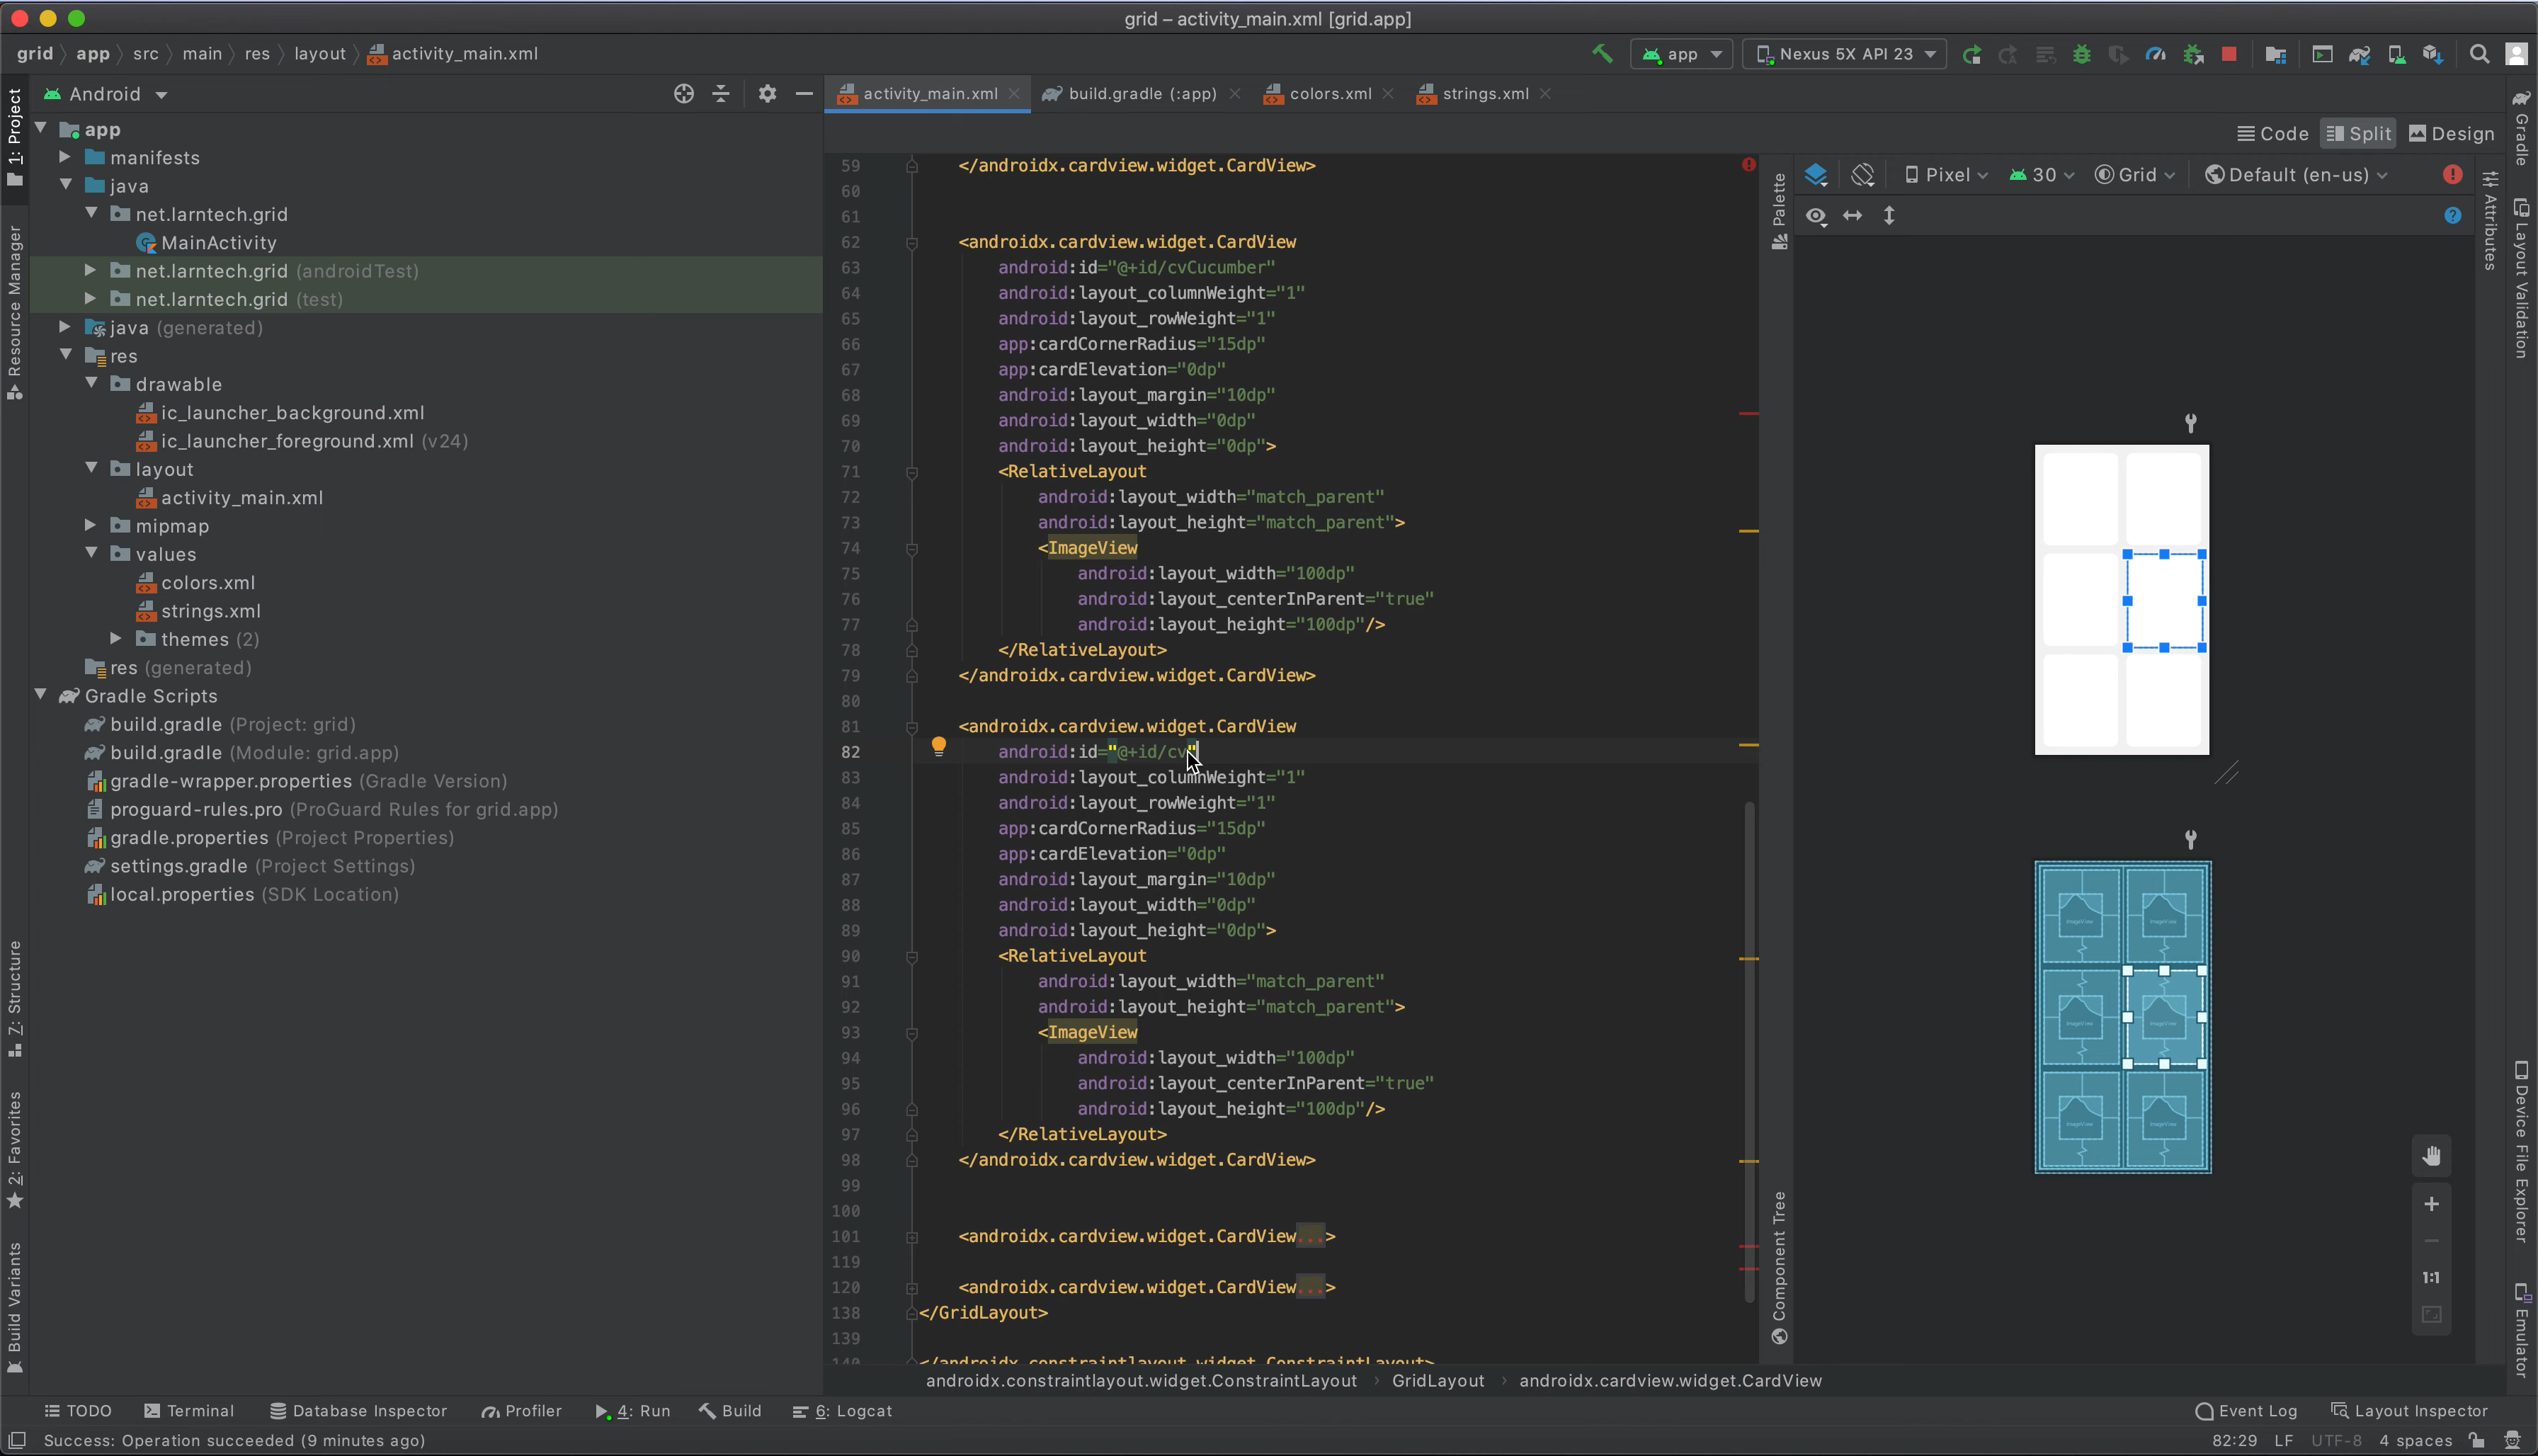 grid – activity_main.xml [grid.app]
grid app src main res layout activity_main.xml
app Nexus 5X API 23
Android
activity_main.xml build.gradle (:app) colors.xml strings.xml
Code Split Design
Pixel 30 Grid Default (en-us)
1: Project
Resource Manager
7: Structure
2: Favorites
Build Variants
app
manifests
java
net.larntech.grid
MainActivity
net.larntech.grid (androidTest)
net.larntech.grid (test)
java (generated)
res
drawable
ic_launcher_background.xml
ic_launcher_foreground.xml (v24)
layout
activity_main.xml
mipmap
values
colors.xml
strings.xml
themes (2)
res (generated)
Gradle Scripts
build.gradle (Project: grid)
build.gradle (Module: grid.app)
gradle-wrapper.properties (Gradle Version)
proguard-rules.pro (ProGuard Rules for grid.app)
gradle.properties (Project Properties)
settings.gradle (Project Settings)
local.properties (SDK Location)
59 </androidx.cardview.widget.CardView>
60
61
62 <androidx.cardview.widget.CardView
63 android:id="@+id/cvCucumber"
64 android:layout_columnWeight="1"
65 android:layout_rowWeight="1"
66 app:cardCornerRadius="15dp"
67 app:cardElevation="0dp"
68 android:layout_margin="10dp"
69 android:layout_width="0dp"
70 android:layout_height="0dp">
71 <RelativeLayout
72 android:layout_width="match_parent"
73 android:layout_height="match_parent">
74 <ImageView
75 android:layout_width="100dp"
76 android:layout_centerInParent="true"
77 android:layout_height="100dp"/>
78 </RelativeLayout>
79 </androidx.cardview.widget.CardView>
80
81 <androidx.cardview.widget.CardView
82 android:id="@+id/cv"
83 android:layout_columnWeight="1"
84 android:layout_rowWeight="1"
85 app:cardCornerRadius="15dp"
86 app:cardElevation="0dp"
87 android:layout_margin="10dp"
88 android:layout_width="0dp"
89 android:layout_height="0dp">
90 <RelativeLayout
91 android:layout_width="match_parent"
92 android:layout_height="match_parent">
93 <ImageView
94 android:layout_width="100dp"
95 android:layout_centerInParent="true"
96 android:layout_height="100dp"/>
97 </RelativeLayout>
98 </androidx.cardview.widget.CardView>
99
100
101 <androidx.cardview.widget.CardView...>
119
120 <androidx.cardview.widget.CardView...>
138 </GridLayout>
139
140 </androidx.constraintlayout.widget.ConstraintLayout>
androidx.constraintlayout.widget.ConstraintLayout › GridLayout › androidx.cardview.widget.CardView
Palette
Component Tree
ImageView ImageView
ImageView ImageView
ImageView ImageView
1:1
Attributes
Gradle
Layout Validation
Device File Explorer
Emulator
TODO Terminal Database Inspector Profiler 4: Run Build 6: Logcat Event Log Layout Inspector
Success: Operation succeeded (9 minutes ago) 82:29 LF UTF-8 4 spaces